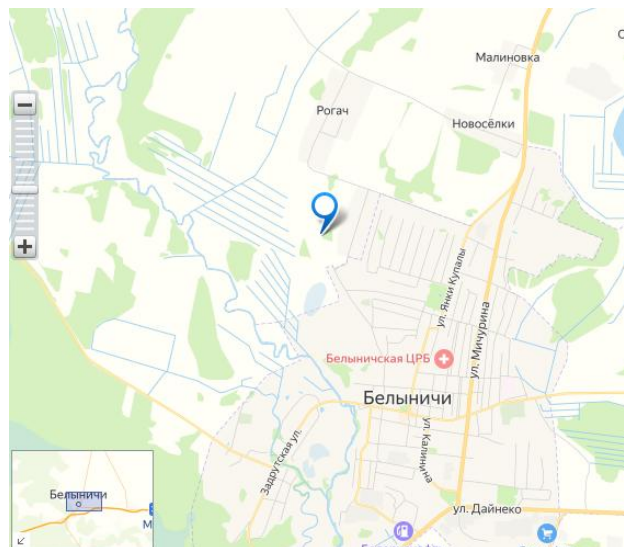 Малиновка
Рогач
Новосёлки
ул. Янки Купалы
ул. Мичурина
Белыничская ЦРБ
Белыничи
ул. Калинина
Задрутская ул.
Белыничи
ул. Дайнеко